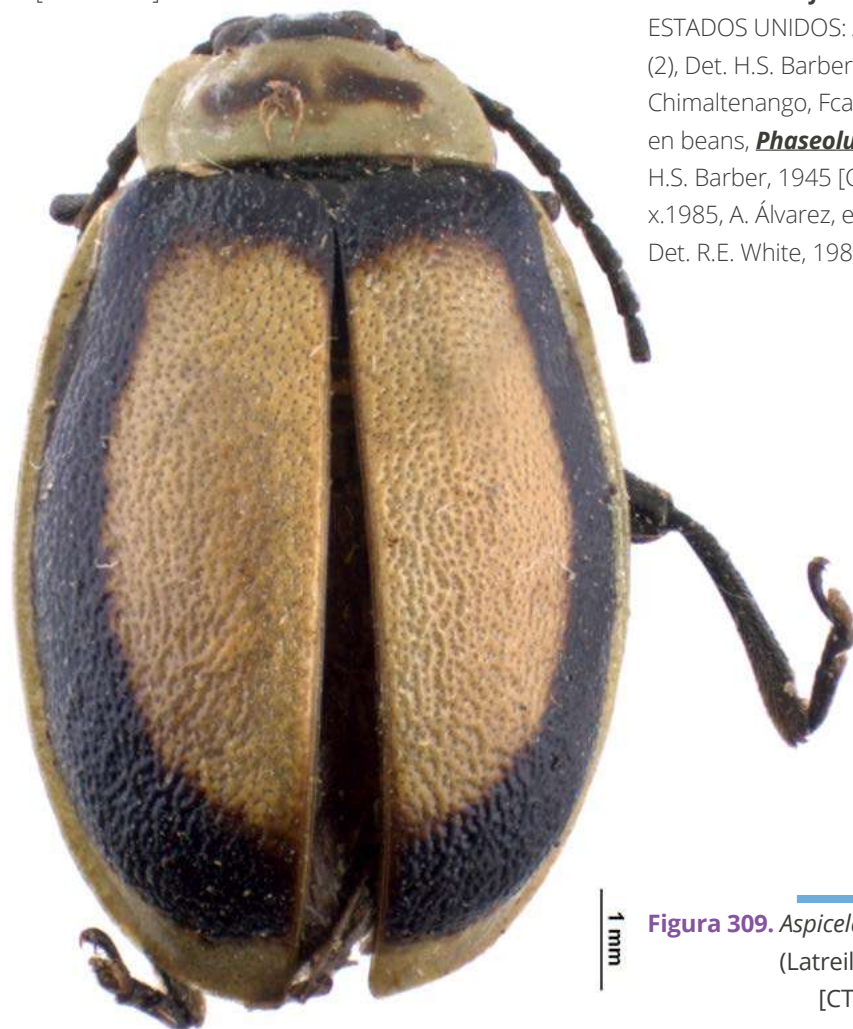 ESTADOS UNIDOS:
(2), Det. H.S. Barber
Chimaltenango, Fca
en beans, Phaseolu
H.S. Barber, 1945 [C
x.1985, A. Álvarez, e
Det. R.E. White, 198
1 mm
Figura 309. Aspicela
(Latreil
[CT